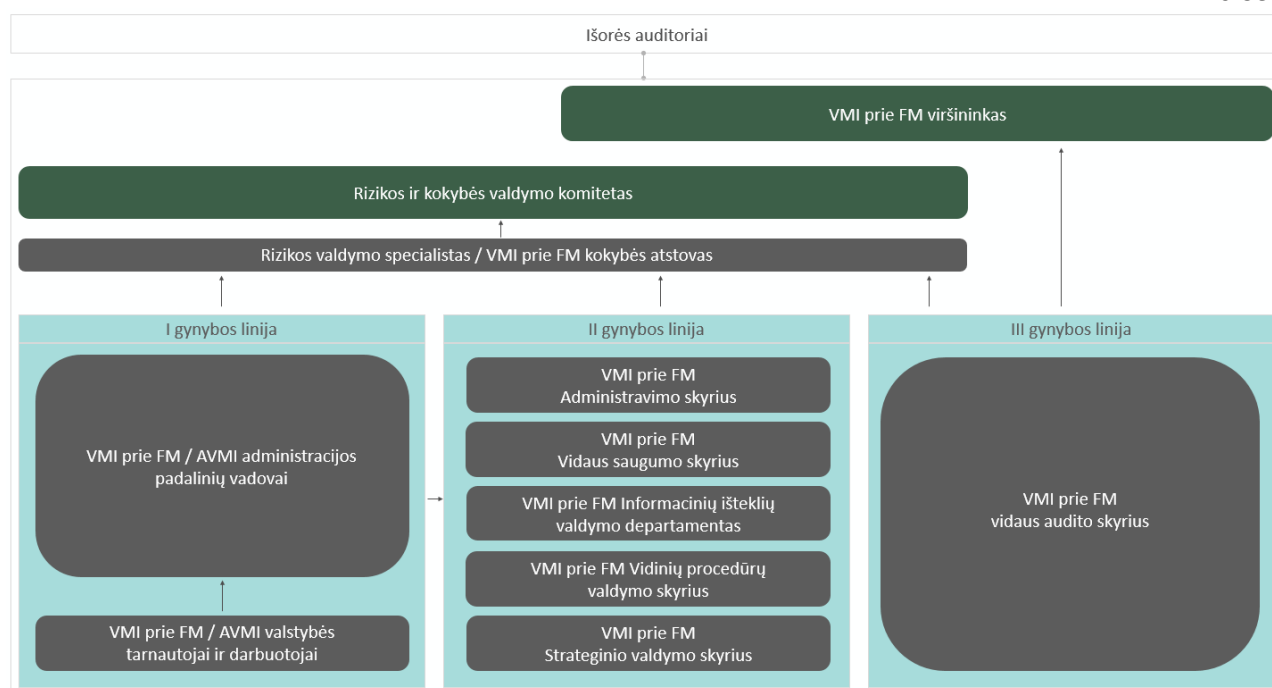 Išorės auditoriai
VMI prie FM viršininkas
Rizikos ir kokybės valdymo komitetas
Rizikos valdymo specialistas / VMI prie FM kokybės atstovas
I gynybos linija
VMI prie FM / AVMI administracijos
padalinių vadovai
VMI prie FM / AVMI valstybės
tarnautojai ir darbuotojai
II gynybos linija
VMI prie FM
Administravimo skyrius
VMI prie FM
Vidaus saugumo skyrius
VMI prie FM Informacinių išteklių
valdymo departamentas
VMI prie FM Vidinių procedūrų
valdymo skyrius
VMI prie FM
Strateginio valdymo skyrius
III gynybos linija
VMI prie FM
vidaus audito skyrius